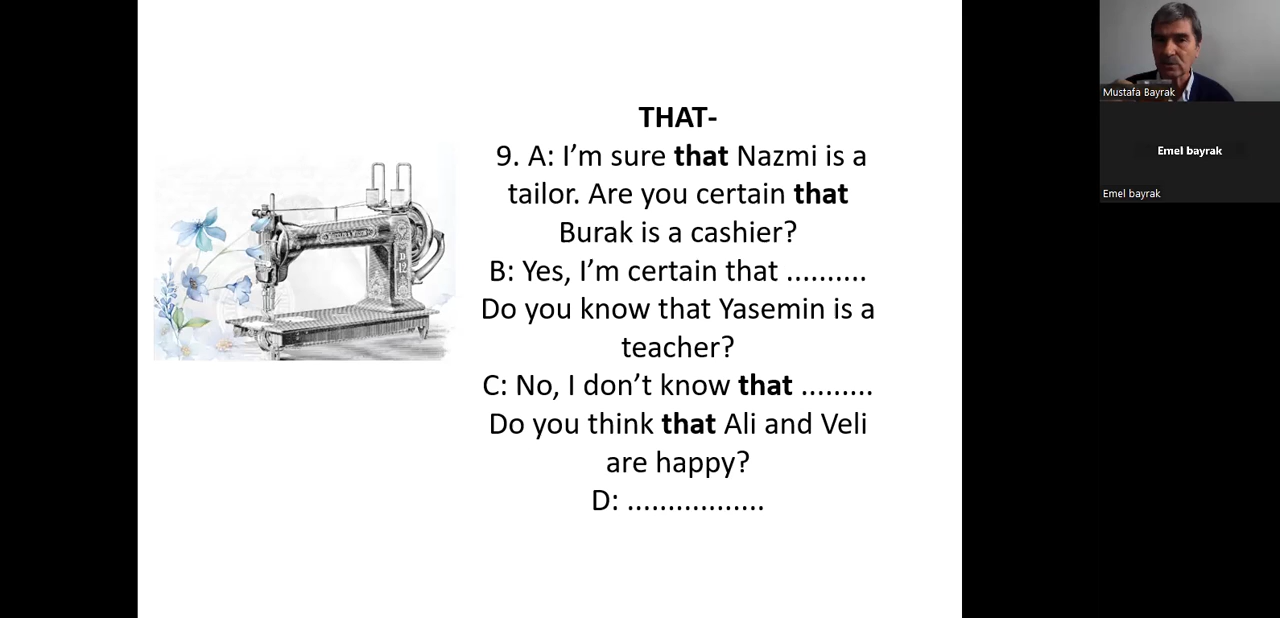 THAT-
9. A: I’m sure that Nazmi is a
tailor. Are you certain that
Burak is a cashier?
B: Yes, I’m certain that ..........
Do you know that Yasemin is a
teacher?
C: No, I don’t know that .........
Do you think that Ali and Veli
are happy?
D: .................
Mustafa Bayrak
Emel bayrak
Emel bayrak